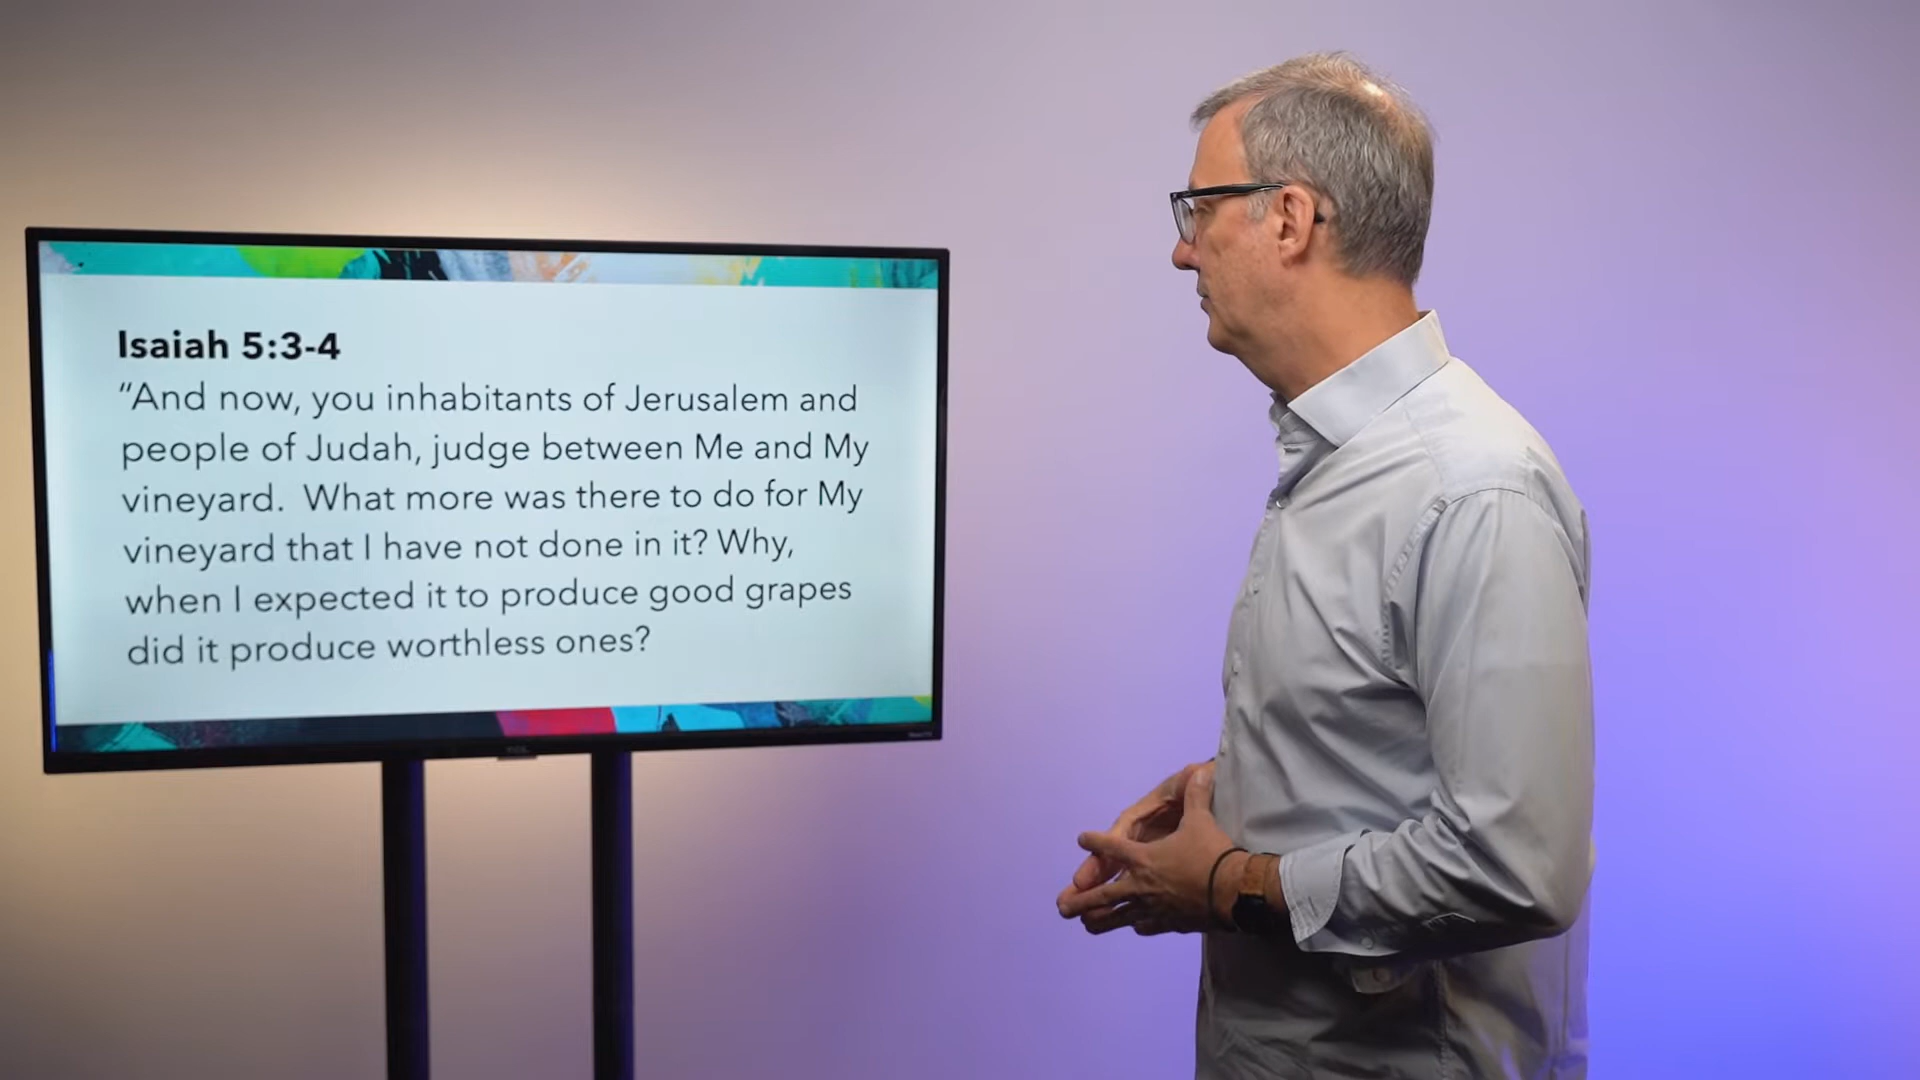 Isaiah 5:3-4
“And now, you inhabitants of Jerusalem and
people of Judah, judge between Me and My
vineyard.  What more was there to do for My
vineyard that I have not done in it? Why,
when I expected it to produce good grapes
did it produce worthless ones?
TCL